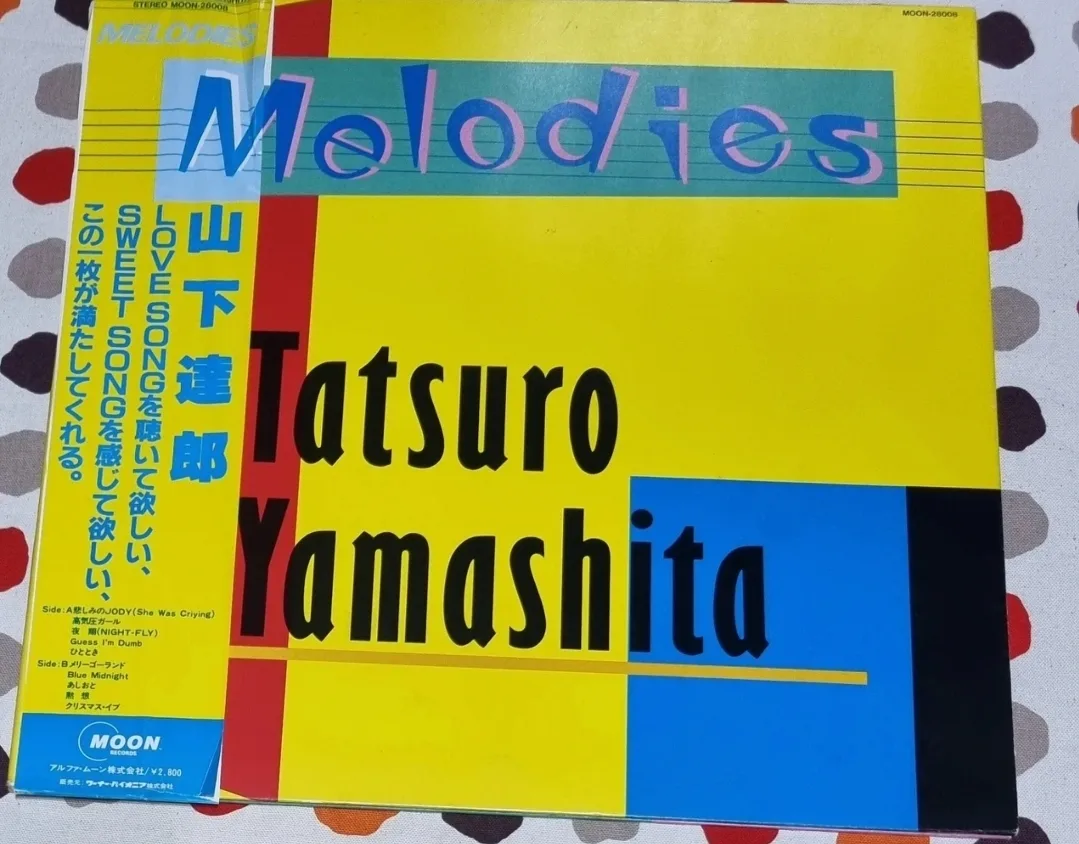 STEREO MOON-28008
MELODIES
MOON-28008
Melodies
山下達郎
LOVE SONGを聴いて欲しい、
SWEET SONGを感じて欲しい、
この一枚が満たしてくれる。
Tatsuro
Yamashita
Side:A悲しみのJODY(She Was Criying)
高気圧ガール
夜 翔(NIGHT-FLY)
Guess I'm Dumb
ひととき
Side:Bメリーゴーランド
Blue Midnight
あしおと
黙 想
クリスマス・イブ
MOON
RECORDS
アルファ・ムーン株式会社/¥2,800
販売元:ワーナー・パイオニア株式会社